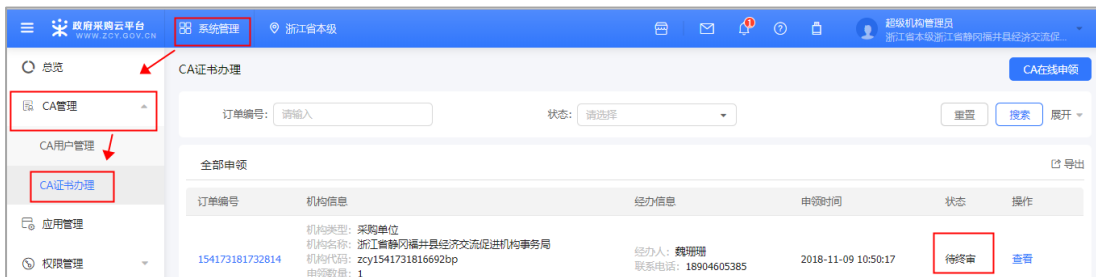 政府采购云平台
WWW.ZCY.GOV.CN
系统管理
浙江省本级
1
超级机构管理员
浙江省本级浙江省静冈福井县经济交流促...
总览
CA管理
CA用户管理
CA证书办理
应用管理
权限管理
CA证书办理
CA在线申领
订单编号: 请输入
状态: 请选择
重置
搜索
展开
全部申领
导出
订单编号 机构信息 经办信息 申领时间 状态 操作
机构类型: 采购单位
机构名称: 浙江省静冈福井县经济交流促进机构事务局
154173181732814
机构代码: zcy1541731816692bp
申领数量: 1
经办人: 魏珊珊
联系电话: 18904605385
2018-11-09 10:50:17
待终审
查看